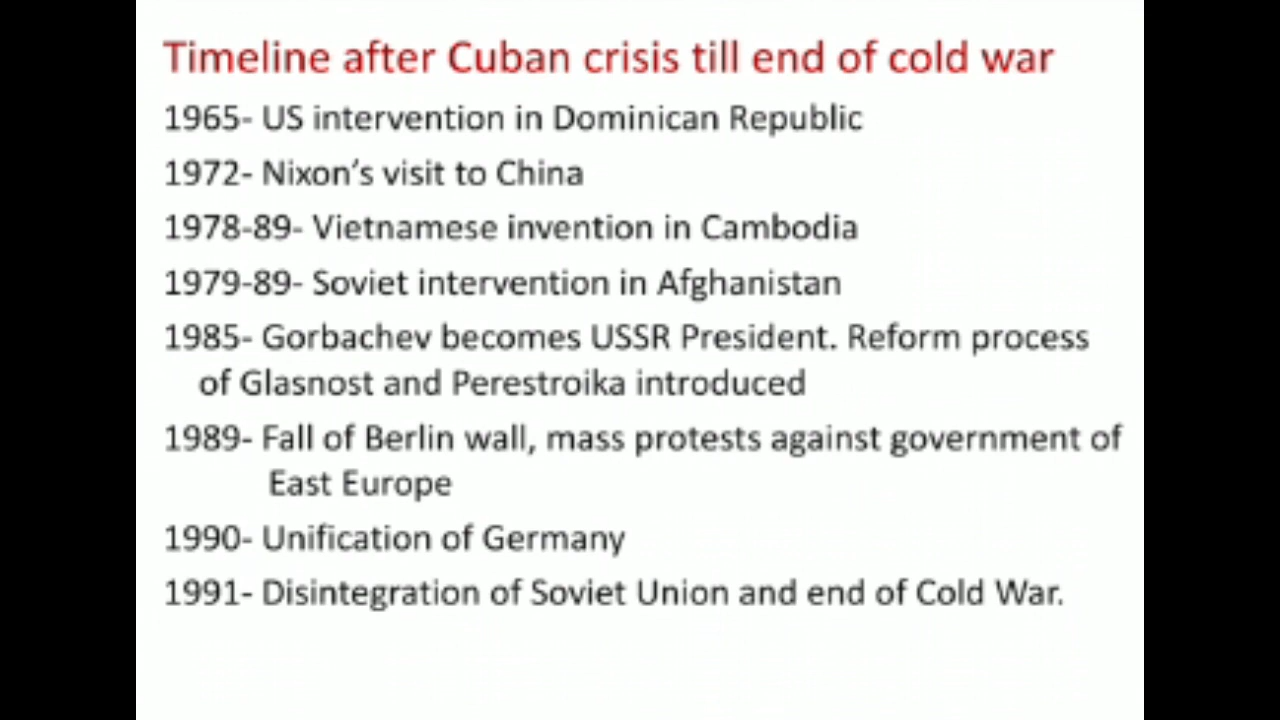 Timeline after Cuban crisis till end of cold war
1965- US intervention in Dominican Republic
1972- Nixon’s visit to China
1978-89- Vietnamese invention in Cambodia
1979-89- Soviet intervention in Afghanistan
1985- Gorbachev becomes USSR President. Reform process
of Glasnost and Perestroika introduced
1989- Fall of Berlin wall, mass protests against government of
East Europe
1990- Unification of Germany
1991- Disintegration of Soviet Union and end of Cold War.